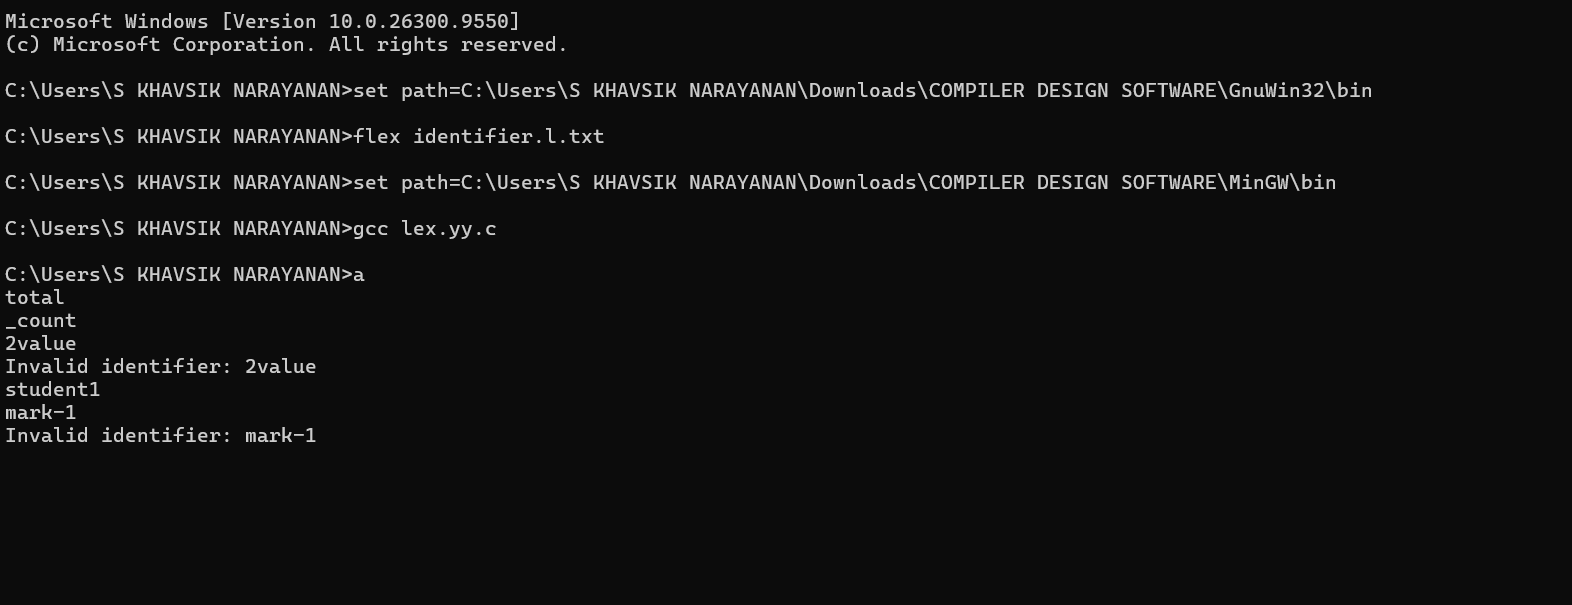 Microsoft Windows [Version 10.0.26300.9550]
(c) Microsoft Corporation. All rights reserved.
C:\Users\S KHAVSIK NARAYANAN>set path=C:\Users\S KHAVSIK NARAYANAN\Downloads\COMPILER DESIGN SOFTWARE\GnuWin32\bin
C:\Users\S KHAVSIK NARAYANAN>flex identifier.l.txt
C:\Users\S KHAVSIK NARAYANAN>set path=C:\Users\S KHAVSIK NARAYANAN\Downloads\COMPILER DESIGN SOFTWARE\MinGW\bin
C:\Users\S KHAVSIK NARAYANAN>gcc lex.yy.c
C:\Users\S KHAVSIK NARAYANAN>a
total
_count
2value
Invalid identifier: 2value
student1
mark-1
Invalid identifier: mark-1